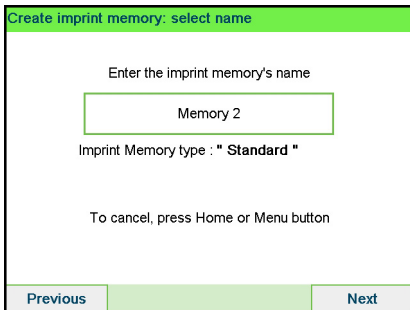 Create imprint memory: select name
Enter the imprint memory's name
Memory 2
Imprint Memory type : " Standard "
To cancel, press Home or Menu button
Previous
Next